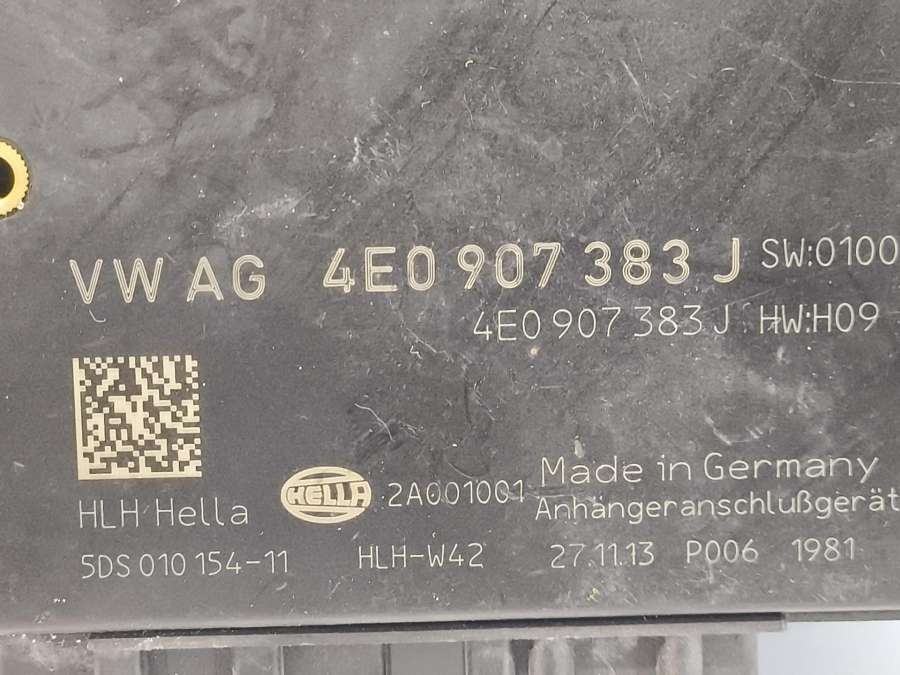 VW AG 4E0 907 383 J SW:0100
4E0 907 383 J HW:H09
HELLA 2A001001 Made in Germany
HLH Hella Anhängeranschlußgerät
5DS 010 154-11 HLH-W42 27.11.13 P006 1981